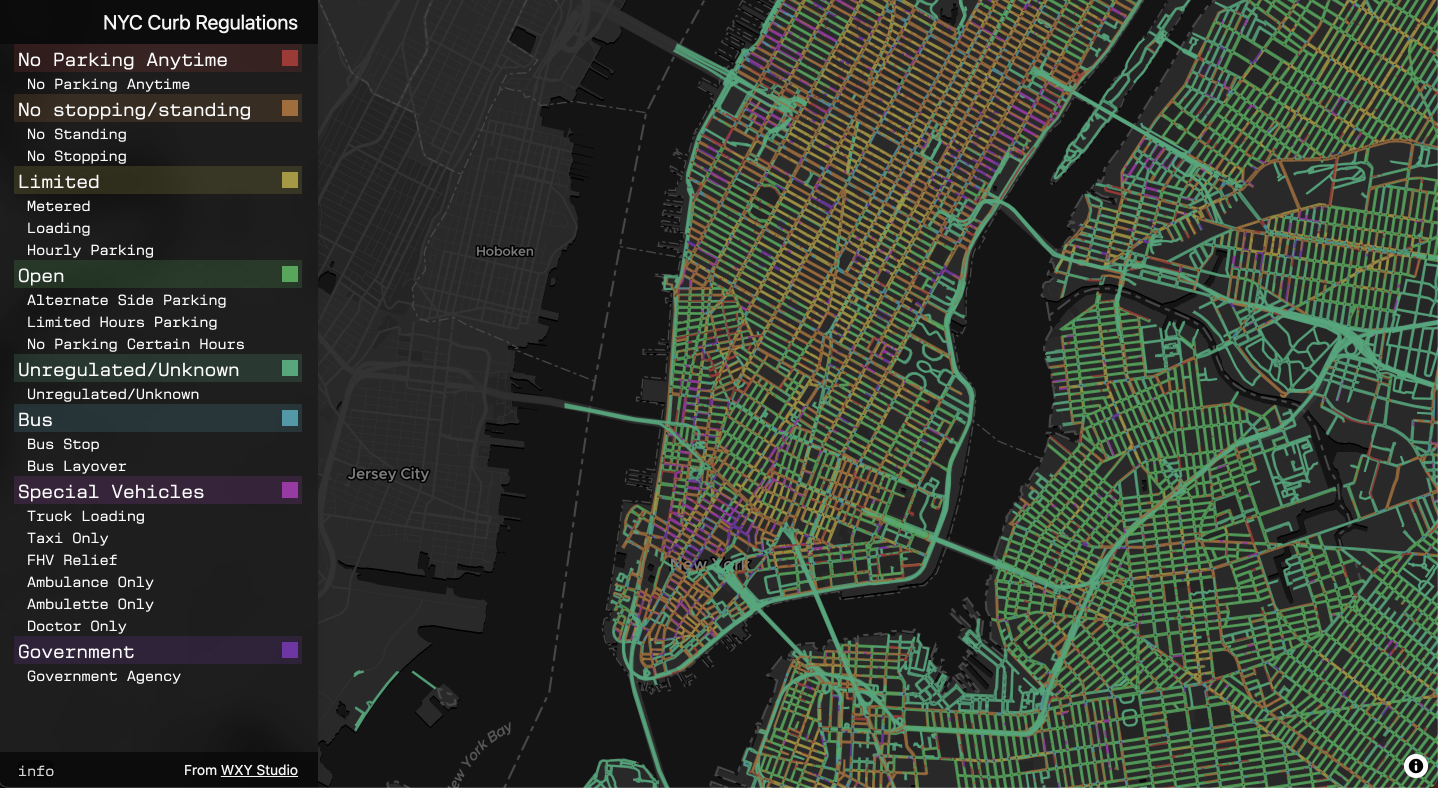 NYC Curb Regulations
No Parking Anytime
No Parking Anytime
No stopping/standing
No Standing
No Stopping
Limited
Metered
Loading
Hourly Parking
Open
Alternate Side Parking
Limited Hours Parking
No Parking Certain Hours
Unregulated/Unknown
Unregulated/Unknown
Bus
Bus Stop
Bus Layover
Special Vehicles
Truck Loading
Taxi Only
FHV Relief
Ambulance Only
Ambulette Only
Doctor Only
Government
Government Agency
info
From WXY Studio
Hoboken
Jersey City
New York
New York Bay